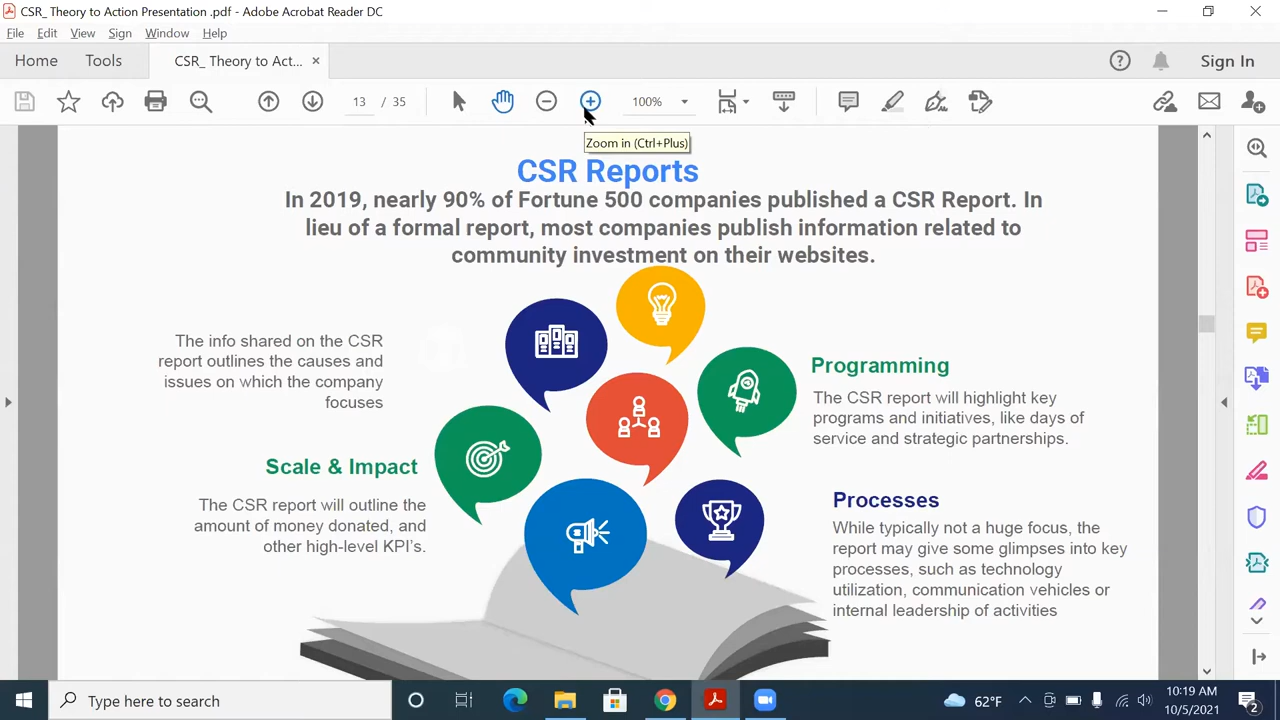 CSR_ Theory to Action Presentation .pdf - Adobe Acrobat Reader DC
File Edit View Sign Window Help
Home Tools CSR_ Theory to Act... × Sign In
13 / 35 100%
Zoom in (Ctrl+Plus)
CSR Reports
In 2019, nearly 90% of Fortune 500 companies published a CSR Report. In
lieu of a formal report, most companies publish information related to
community investment on their websites.
The info shared on the CSR
report outlines the causes and
issues on which the company
focuses
Scale & Impact
The CSR report will outline the
amount of money donated, and
other high-level KPI's.
Programming
The CSR report will highlight key
programs and initiatives, like days of
service and strategic partnerships.
Processes
While typically not a huge focus, the
report may give some glimpses into key
processes, such as technology
utilization, communication vehicles or
internal leadership of activities
Type here to search
62°F
10:19 AM
10/5/2021
2